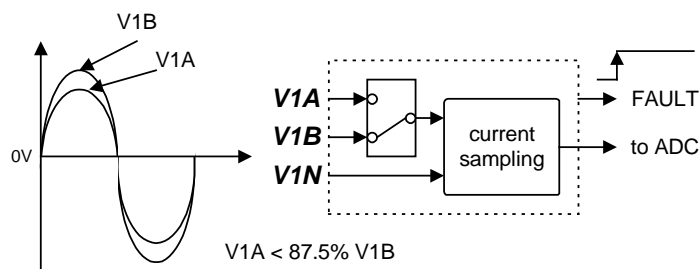 V1B
V1A
0V
V1A < 87.5% V1B
V1A
V1B
V1N
current
sampling
FAULT
to ADC